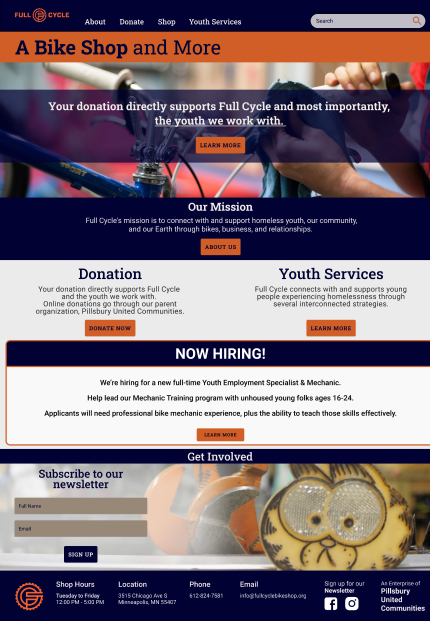 FULL CYCLE
About Donate Shop Youth Services
Search
A Bike Shop and More
Your donation directly supports Full Cycle and most importantly,
the youth we work with.
LEARN MORE
Our Mission
Full Cycle's mission is to connect with and support homeless youth, our community,
and our Earth through bikes, business, and relationships.
ABOUT US
Donation
Your donation directly supports Full Cycle
and the youth we work with.
Online donations go through our parent
organization, Pillsbury United Communities.
DONATE NOW
Youth Services
Full Cycle connects with and supports young
people experiencing homelessness through
several interconnected strategies.
LEARN MORE
NOW HIRING!
We're hiring for a new full-time Youth Employment Specialist & Mechanic.
Help lead our Mechanic Training program with unhoused young folks ages 16-24.
Applicants will need professional bike mechanic experience, plus the ability to teach those skills effectively.
LEARN MORE
Get Involved
Subscribe to our
newsletter
Full Name
Email
SIGN UP
Shop Hours
Tuesday to Friday
12:00 PM - 5:00 PM
Location
3515 Chicago Ave S
Minneapolis, MN 55407
Phone
612-824-7581
Email
info@fullcyclebikeshop.org
Sign up for our
Newsletter
An Enterprise of
Pillsbury
United
Communities